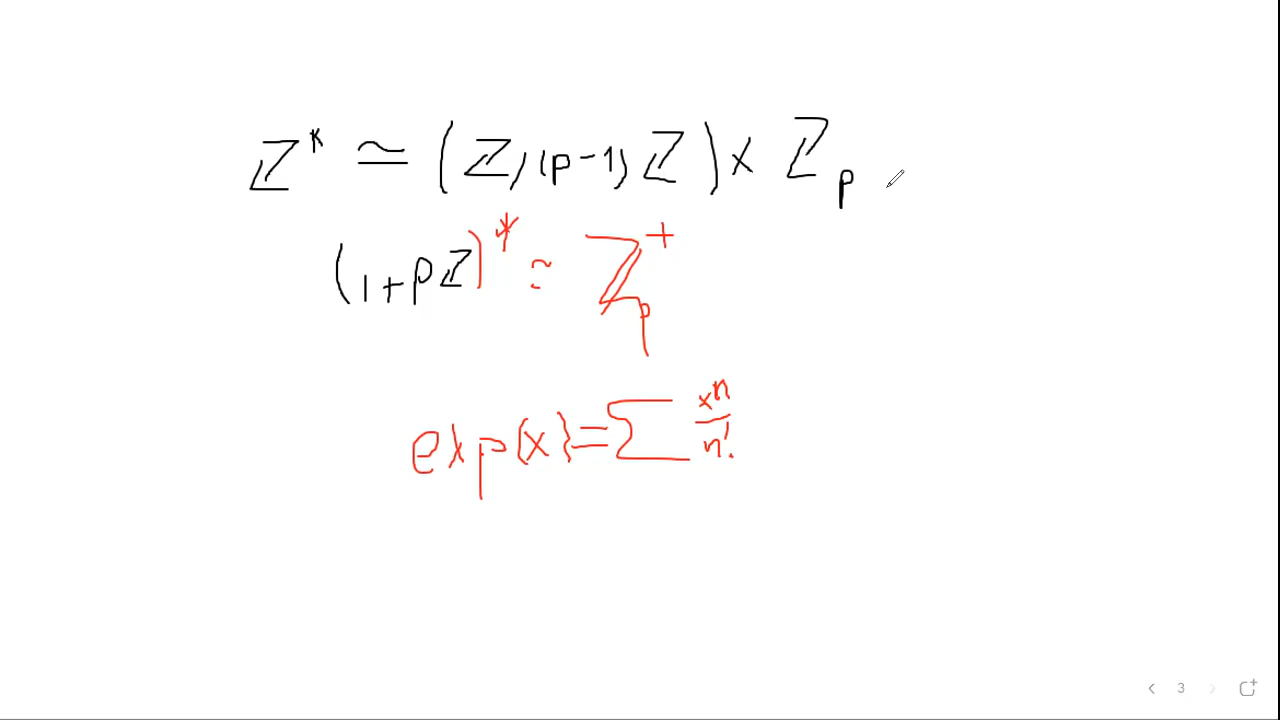 ℤ* ≃ (ℤ/(p-1)ℤ) × ℤ_p
(1+pℤ)* ≃ ℤ_p^+
exp(x) = ∑ x^n/n!
3